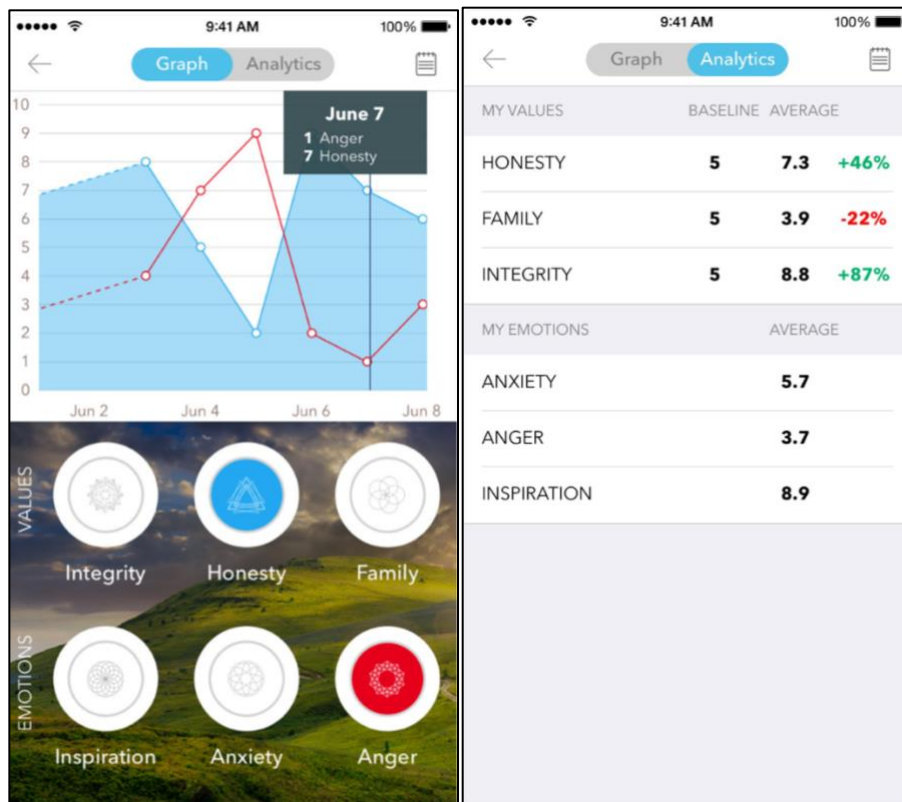 9:41 AM 100%
Graph Analytics
10
9
8
7
6
5
4
3
2
1
0
June 7
1 Anger
7 Honesty
Jun 2 Jun 4 Jun 6 Jun 8
VALUES
Integrity Honesty Family
EMOTIONS
Inspiration Anxiety Anger
9:41 AM 100%
Graph Analytics
MY VALUES BASELINE AVERAGE
HONESTY 5 7.3 +46%
FAMILY 5 3.9 -22%
INTEGRITY 5 8.8 +87%
MY EMOTIONS AVERAGE
ANXIETY 5.7
ANGER 3.7
INSPIRATION 8.9